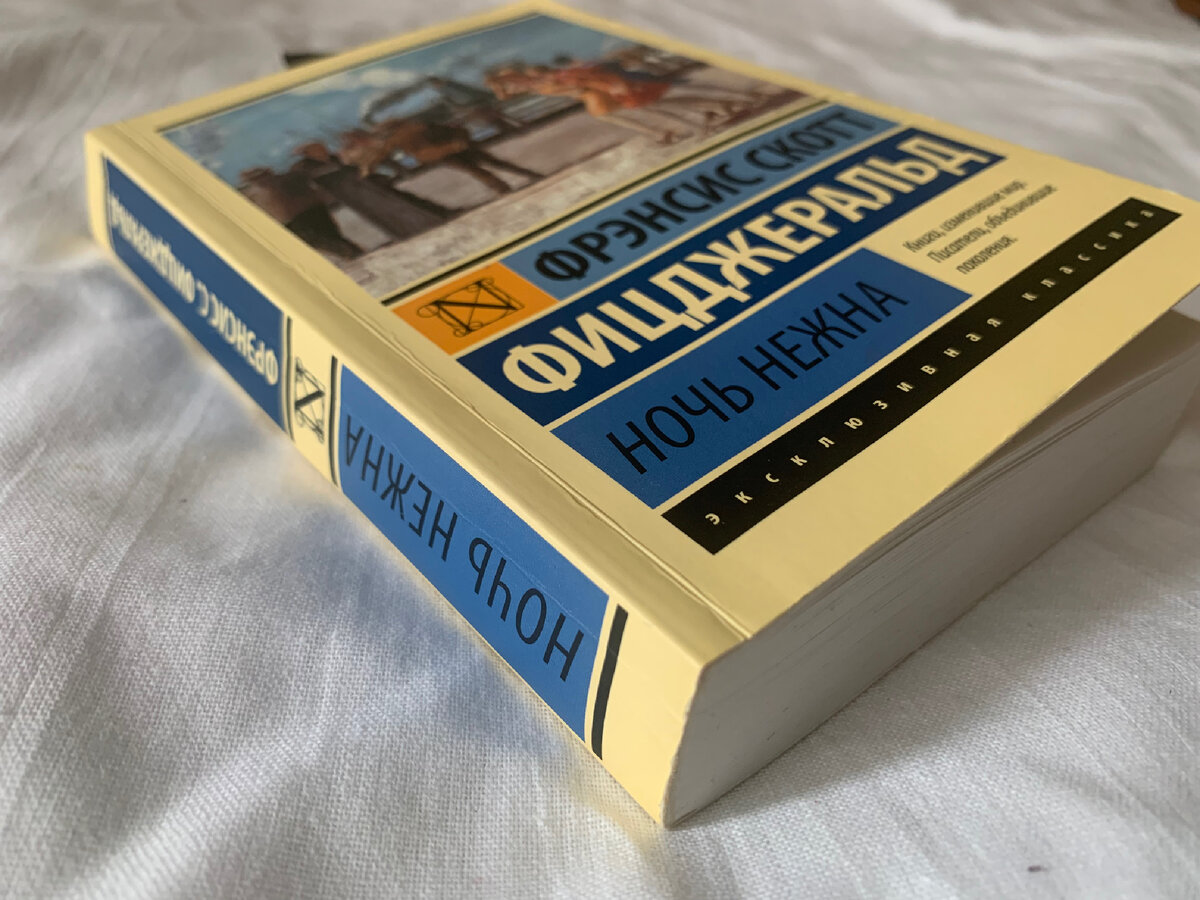 ФРЭНСИС СКОТТ
ФИЦДЖЕРАЛЬД
НОЧЬ НЕЖНА
Книги, изменившие мир.
Писатели, объединившие
поколения.
ЭКСКЛЮЗИВНАЯ КЛАССИКА
ФРЭНСИС С. ФИЦДЖЕРАЛЬД
НОЧЬ НЕЖНА